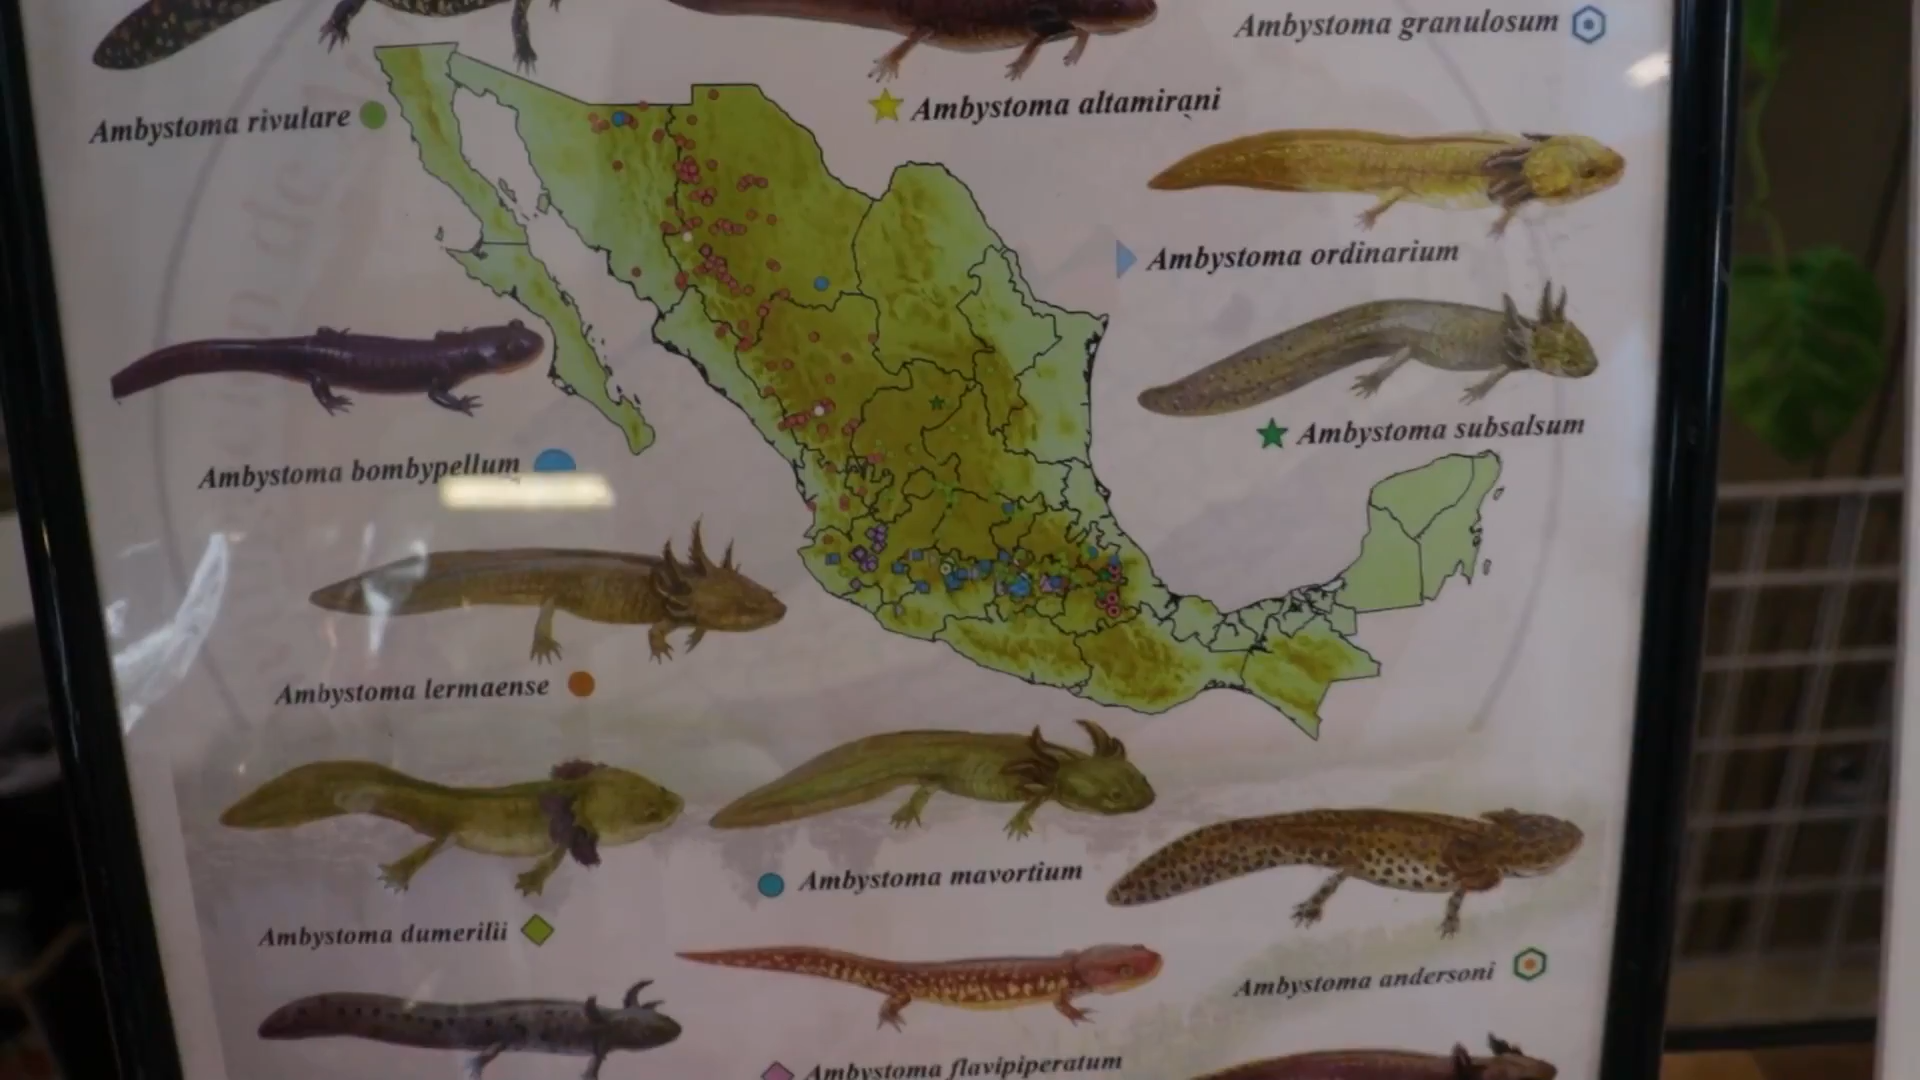 Ambystoma granulosum
Ambystoma altamirani
Ambystoma rivulare
Ambystoma ordinarium
Ambystoma subsalsum
Ambystoma bombypellum
Ambystoma lermaense
Ambystoma mavortium
Ambystoma dumerilii
Ambystoma andersoni
Ambystoma flavipiperatum